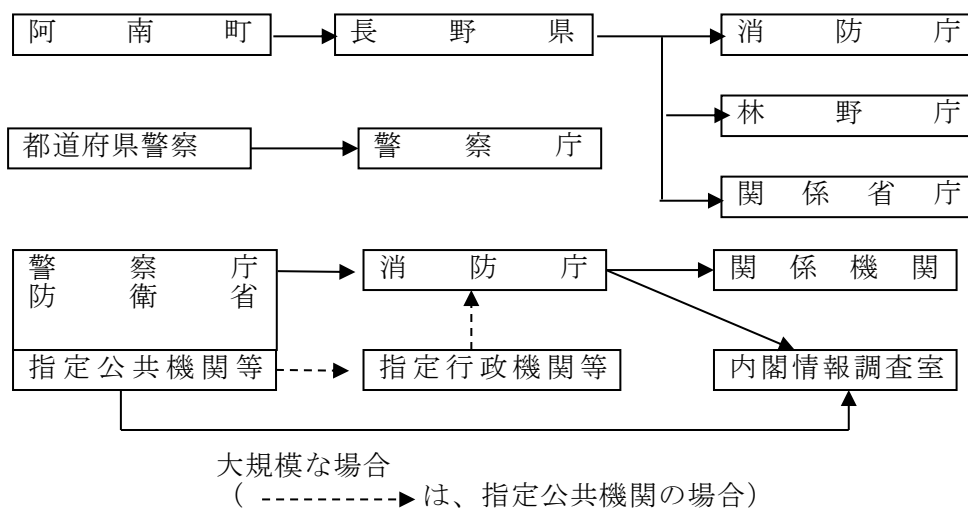 阿南町
長野県
消防庁
林野庁
都道府県警察
警察庁
関係省庁
警察庁
防衛省
消防庁
関係機関
指定公共機関等
指定行政機関等
内閣情報調査室
大規模な場合
( は、指定公共機関の場合)